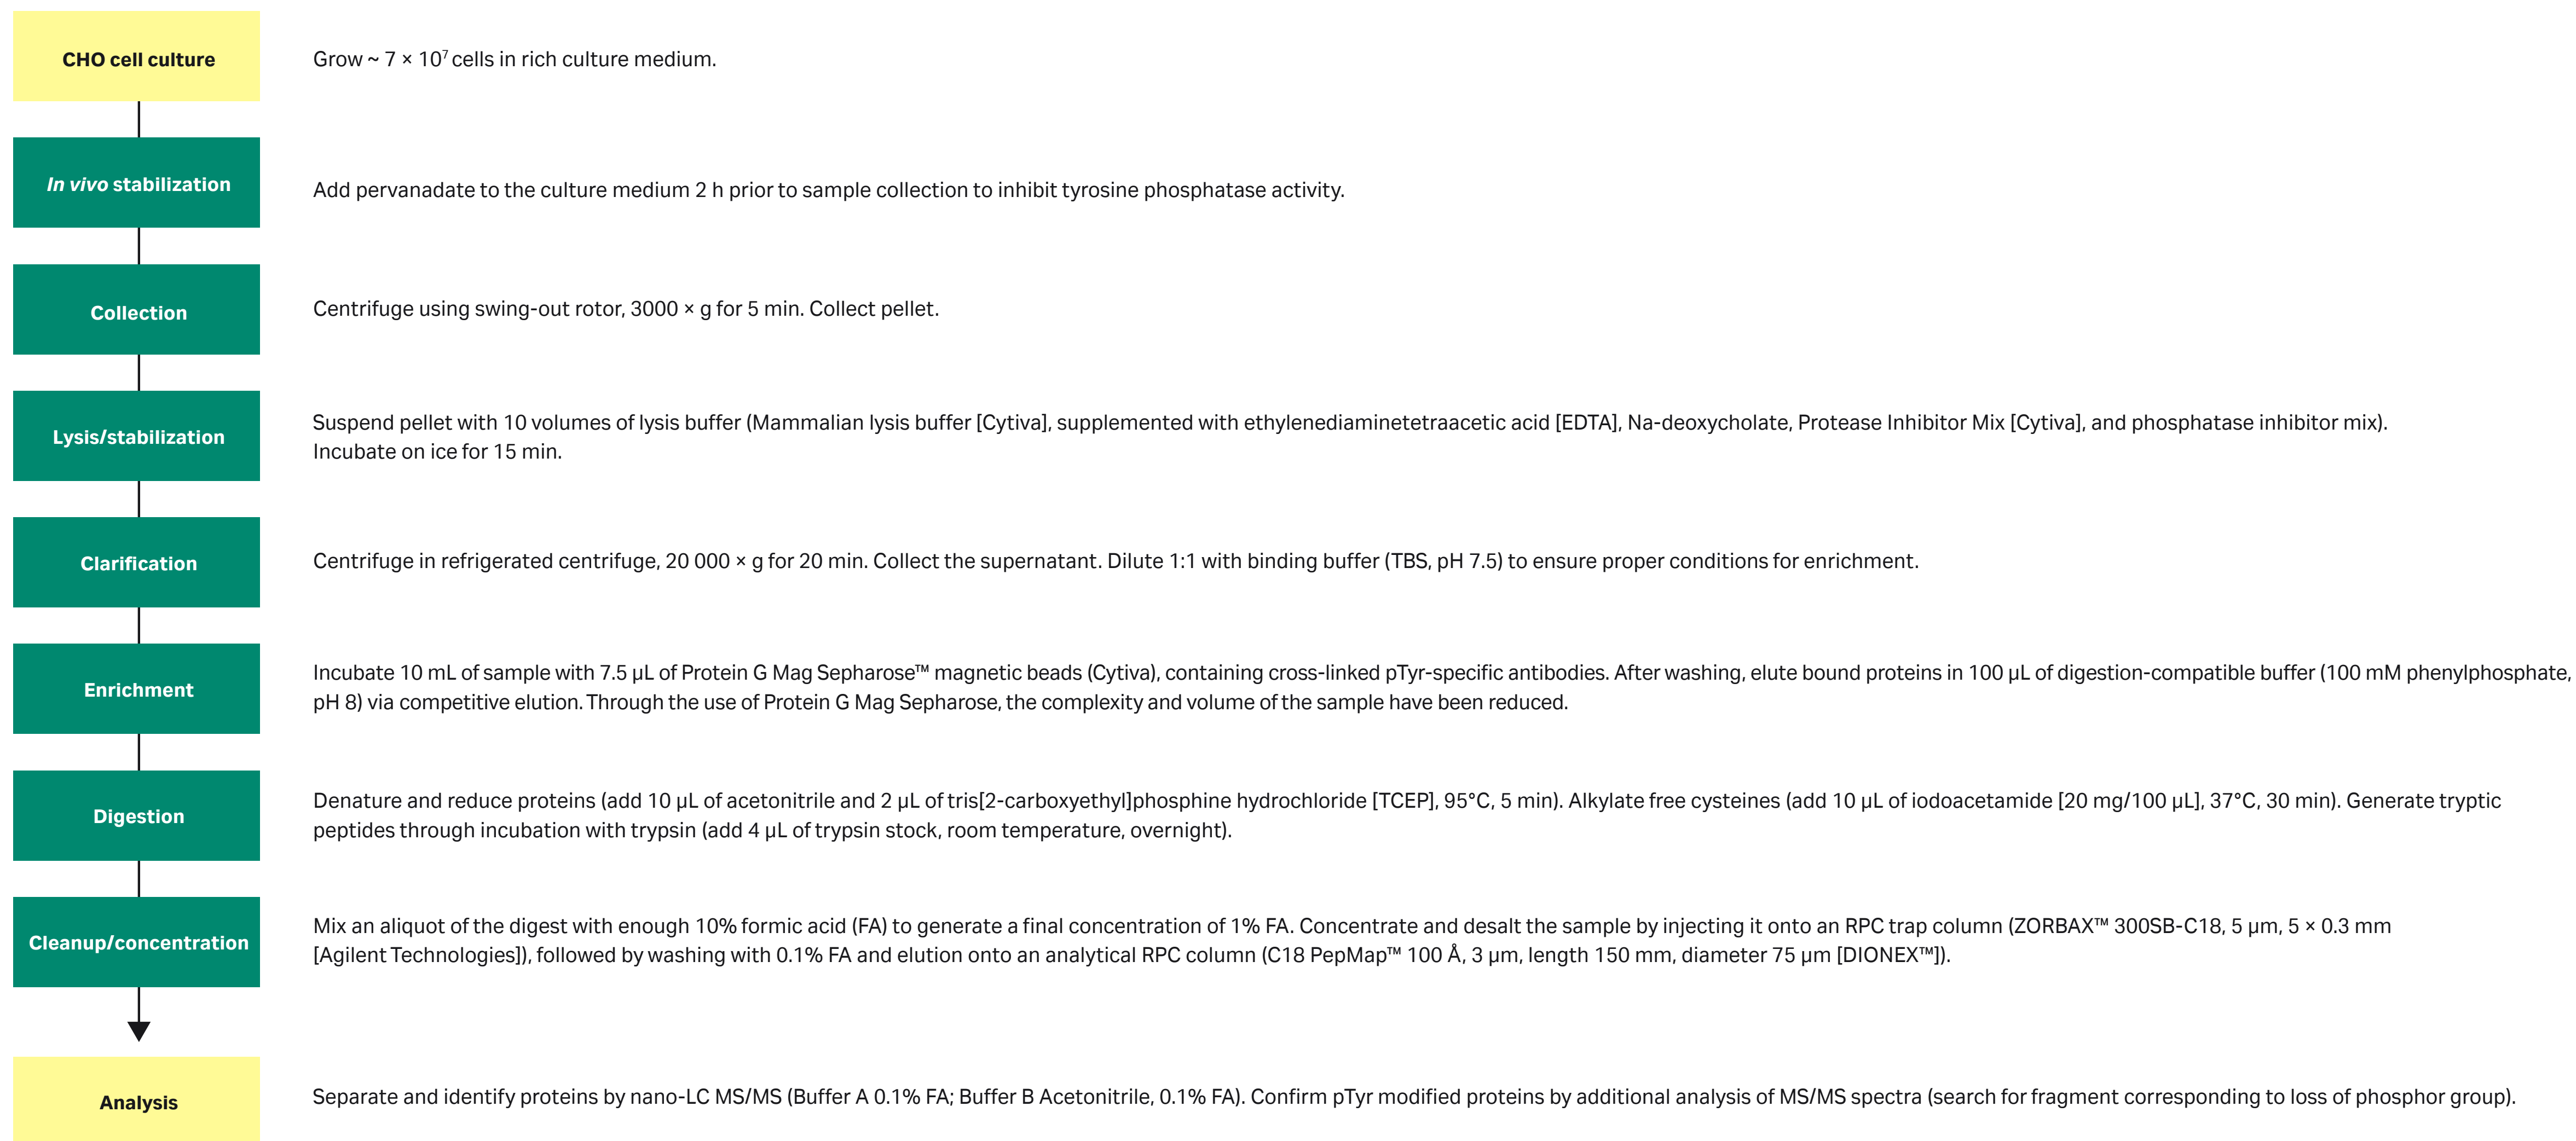 CHO cell culture
Grow ~ 7 × 10⁷ cells in rich culture medium.
In vivo stabilization
Add pervanadate to the culture medium 2 h prior to sample collection to inhibit tyrosine phosphatase activity.
Collection
Centrifuge using swing-out rotor, 3000 × g for 5 min. Collect pellet.
Lysis/stabilization
Suspend pellet with 10 volumes of lysis buffer (Mammalian lysis buffer [Cytiva], supplemented with ethylenediaminetetraacetic acid [EDTA], Na-deoxycholate, Protease Inhibitor Mix [Cytiva], and phosphatase inhibitor mix).
Incubate on ice for 15 min.
Clarification
Centrifuge in refrigerated centrifuge, 20 000 × g for 20 min. Collect the supernatant. Dilute 1:1 with binding buffer (TBS, pH 7.5) to ensure proper conditions for enrichment.
Enrichment
Incubate 10 mL of sample with 7.5 µL of Protein G Mag Sepharose™ magnetic beads (Cytiva), containing cross-linked pTyr-specific antibodies. After washing, elute bound proteins in 100 µL of digestion-compatible buffer (100 mM phenylphosphate,
pH 8) via competitive elution. Through the use of Protein G Mag Sepharose, the complexity and volume of the sample have been reduced.
Digestion
Denature and reduce proteins (add 10 µL of acetonitrile and 2 µL of tris[2-carboxyethyl]phosphine hydrochloride [TCEP], 95°C, 5 min). Alkylate free cysteines (add 10 µL of iodoacetamide [20 mg/100 µL], 37°C, 30 min). Generate tryptic
peptides through incubation with trypsin (add 4 µL of trypsin stock, room temperature, overnight).
Cleanup/concentration
Mix an aliquot of the digest with enough 10% formic acid (FA) to generate a final concentration of 1% FA. Concentrate and desalt the sample by injecting it onto an RPC trap column (ZORBAX™ 300SB-C18, 5 µm, 5 × 0.3 mm
[Agilent Technologies]), followed by washing with 0.1% FA and elution onto an analytical RPC column (C18 PepMap™ 100 Å, 3 µm, length 150 mm, diameter 75 µm [DIONEX™]).
Analysis
Separate and identify proteins by nano-LC MS/MS (Buffer A 0.1% FA; Buffer B Acetonitrile, 0.1% FA). Confirm pTyr modified proteins by additional analysis of MS/MS spectra (search for fragment corresponding to loss of phosphor group).